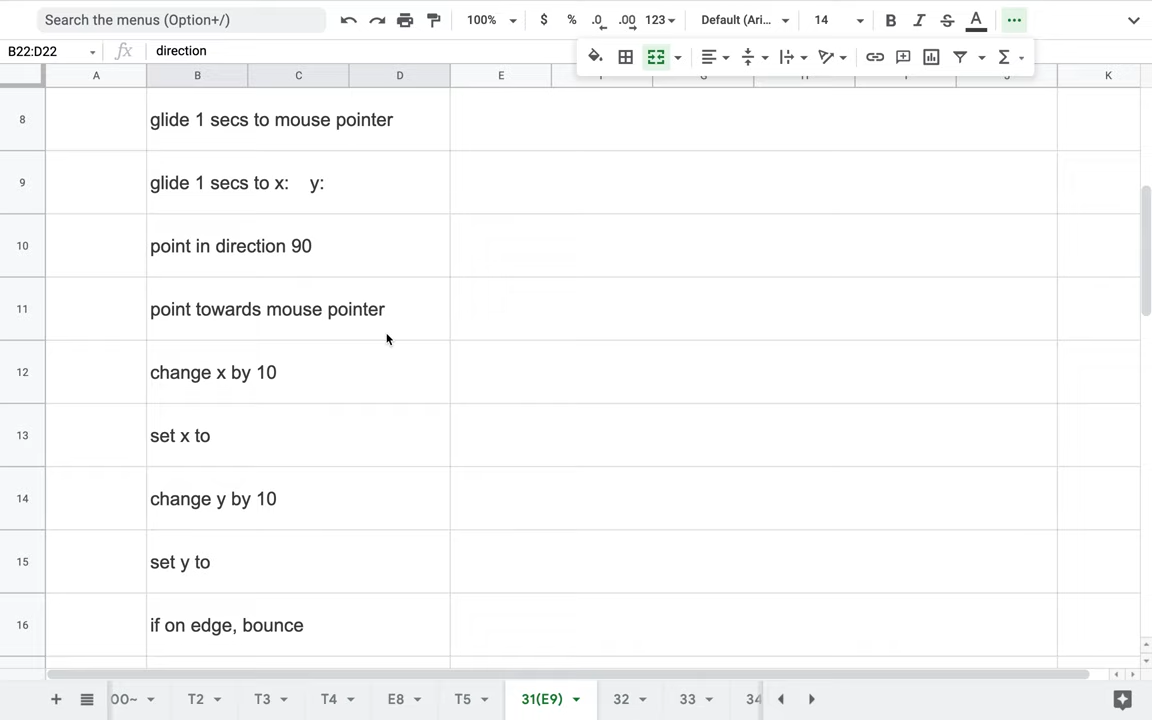 Search the menus (Option+/) 100% $ % .0 .00 123 Default (Ari... 14 B I S A
B22:D22 fx direction
A B C D E K
8 glide 1 secs to mouse pointer
9 glide 1 secs to x: y:
10 point in direction 90
11 point towards mouse pointer
12 change x by 10
13 set x to
14 change y by 10
15 set y to
16 if on edge, bounce
+ 00~ T2 T3 T4 E8 T5 31(E9) 32 33 34